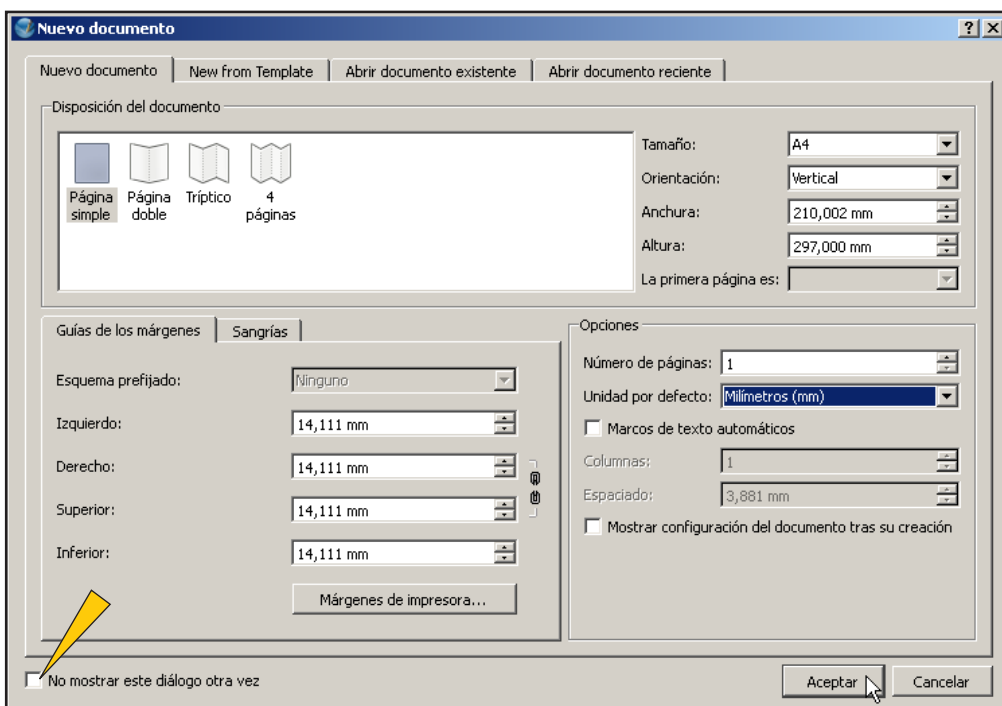 Nuevo documento
Nuevo documento
New from Template
Abrir documento existente
Abrir documento reciente
Disposición del documento
Página simple
Página doble
Tríptico
4 páginas
Tamaño: A4
Orientación: Vertical
Anchura: 210,002 mm
Altura: 297,000 mm
La primera página es:
Guías de los márgenes
Sangrías
Esquema prefijado: Ninguno
Izquierdo: 14,111 mm
Derecho: 14,111 mm
Superior: 14,111 mm
Inferior: 14,111 mm
Márgenes de impresora...
Opciones
Número de páginas: 1
Unidad por defecto: Milímetros (mm)
Marcos de texto automáticos
Columnas: 1
Espaciado: 3,881 mm
Mostrar configuración del documento tras su creación
No mostrar este diálogo otra vez
Aceptar
Cancelar